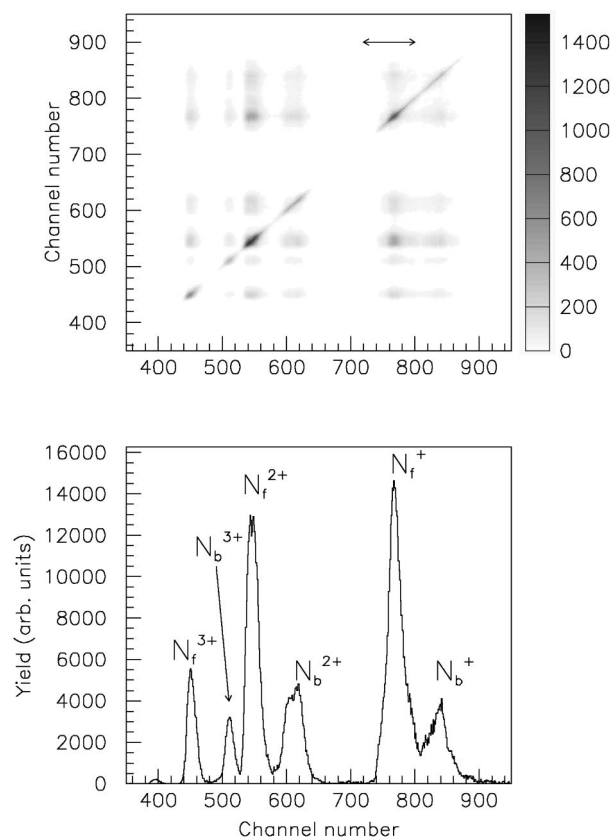 900
800
700
600
500
400
Channel number
400 500 600 700 800 900
1400
1200
1000
800
600
400
200
0
16000
14000
12000
10000
8000
6000
4000
2000
0
Yield (arb. units)
N_f^{3+}
N_b^{3+}
N_f^{2+}
N_b^{2+}
N_f^+
N_b^+
400 500 600 700 800 900
Channel number